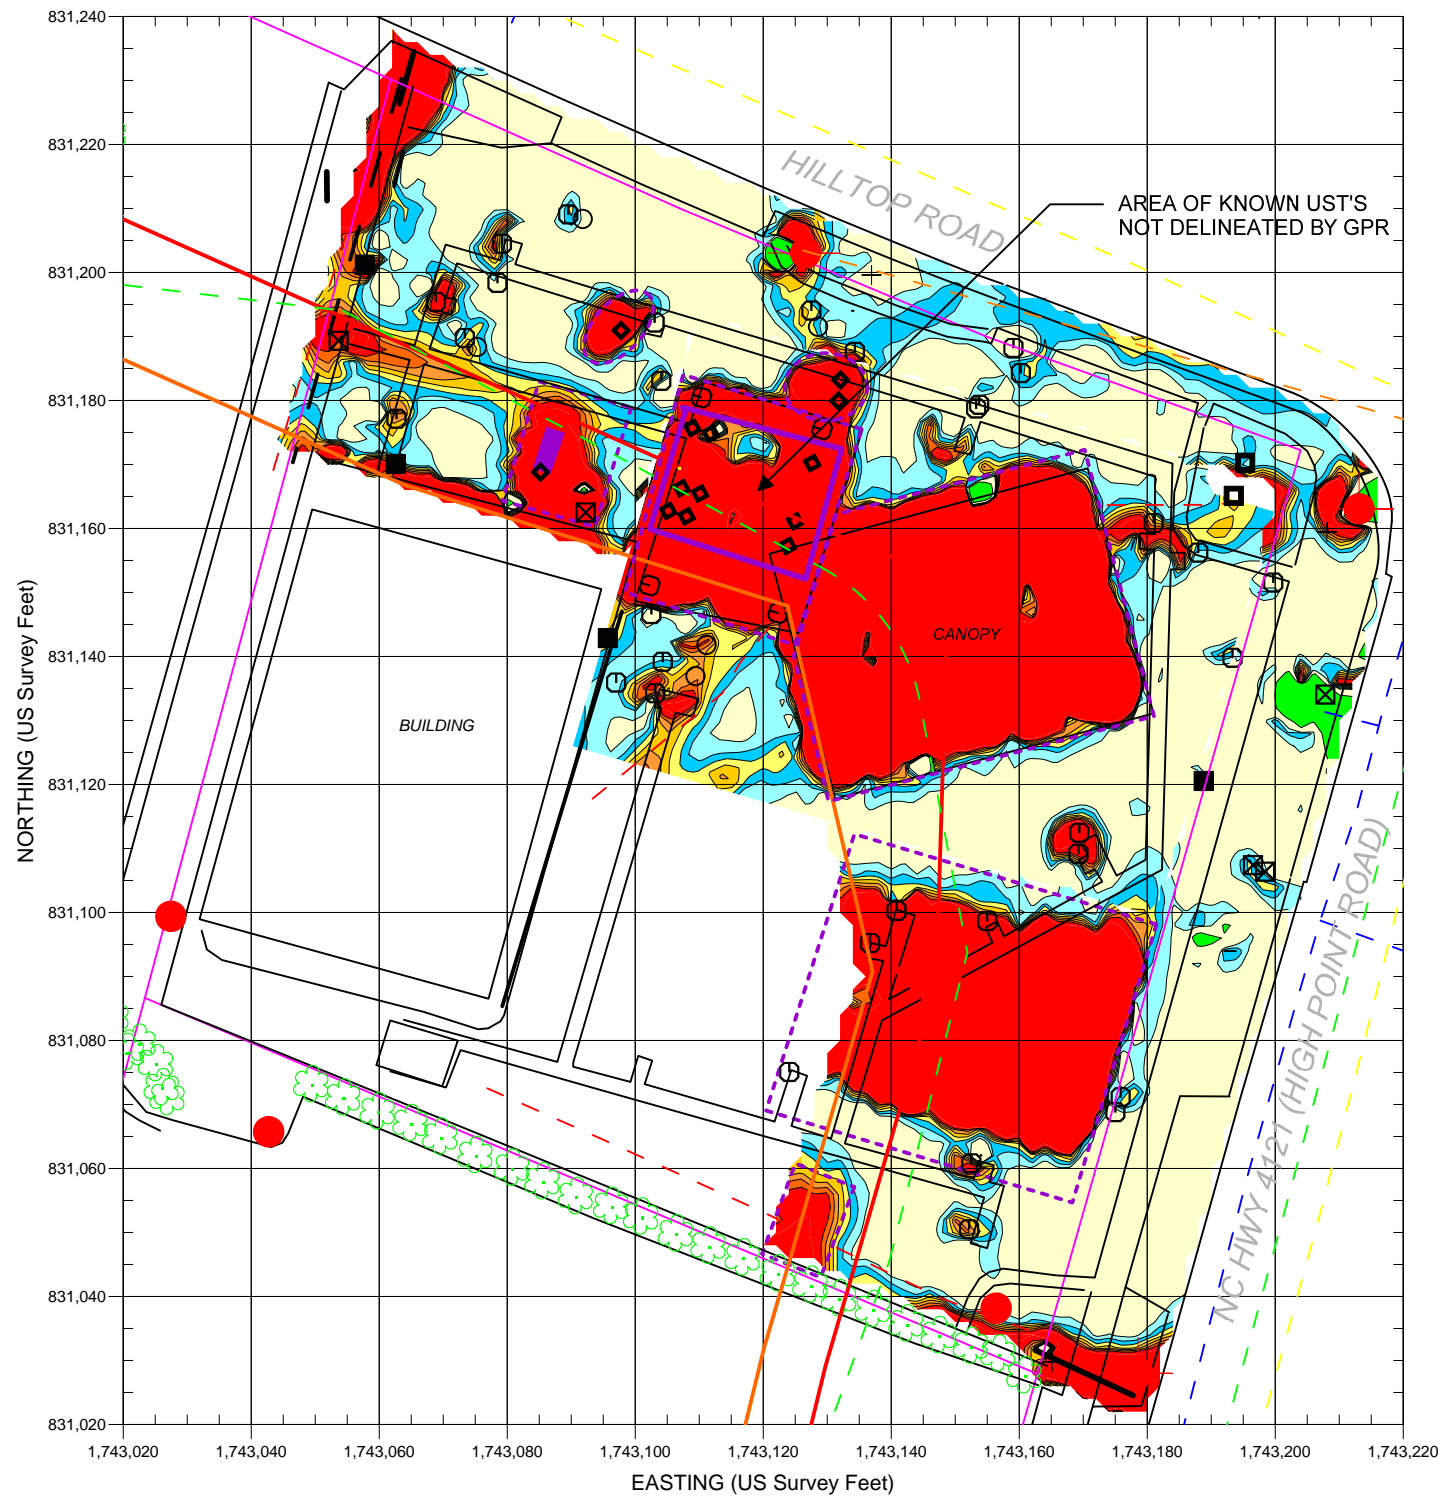 831,240
831,220
831,200
831,180
831,160
831,140
831,120
831,100
831,080
831,060
831,040
831,020
NORTHING (US Survey Feet)
HILLTOP ROAD
AREA OF KNOWN UST'S
NOT DELINEATED BY GPR
CANOPY
BUILDING
NC HWY 4121 (HIGH POINT ROAD)
1,743,020
1,743,040
1,743,060
1,743,080
1,743,100
1,743,120
1,743,140
1,743,160
1,743,180
1,743,200
1,743,220
EASTING (US Survey Feet)